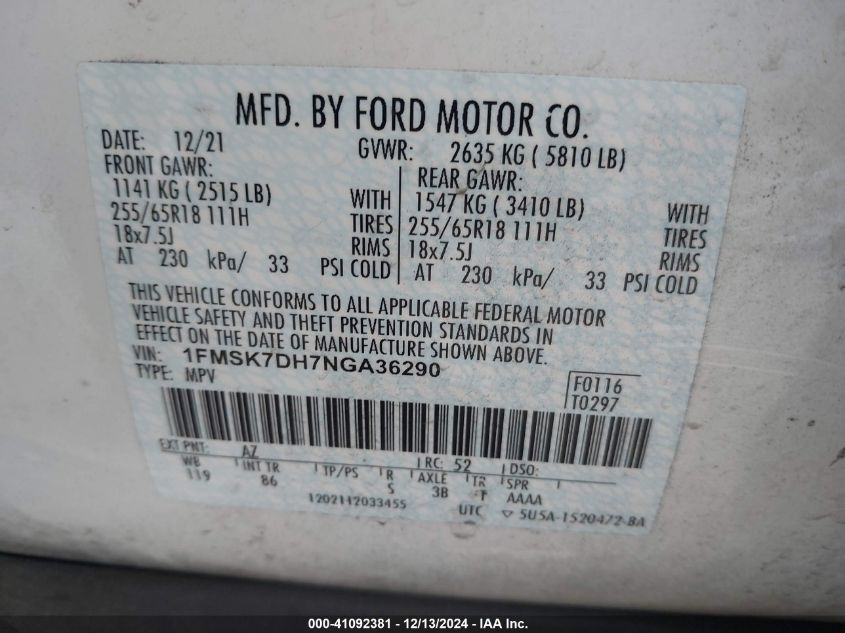 MFD. BY FORD MOTOR CO.
DATE: 12/21 GVWR: 2635 KG ( 5810 LB)
FRONT GAWR: REAR GAWR:
1141 KG ( 2515 LB) WITH 1547 KG ( 3410 LB) WITH
255/65R18 111H TIRES 255/65R18 111H TIRES
18x7.5J RIMS 18x7.5J RIMS
AT 230 kPa/ 33 PSI COLD AT 230 kPa/ 33 PSI COLD
THIS VEHICLE CONFORMS TO ALL APPLICABLE FEDERAL MOTOR
VEHICLE SAFETY AND THEFT PREVENTION STANDARDS IN
EFFECT ON THE DATE OF MANUFACTURE SHOWN ABOVE.
VIN: 1FMSK7DH7NGA36290
TYPE: MPV
F0116
T0297
EXT PNT: AZ RC: 52 DSO:
WB INT TR TP/PS R AXLE TR SPR
119 86 S 3B T AAAA
1202112033455 UTC ▽ 5U5A-1520472-BA
000-41092381 - 12/13/2024 - IAA Inc.